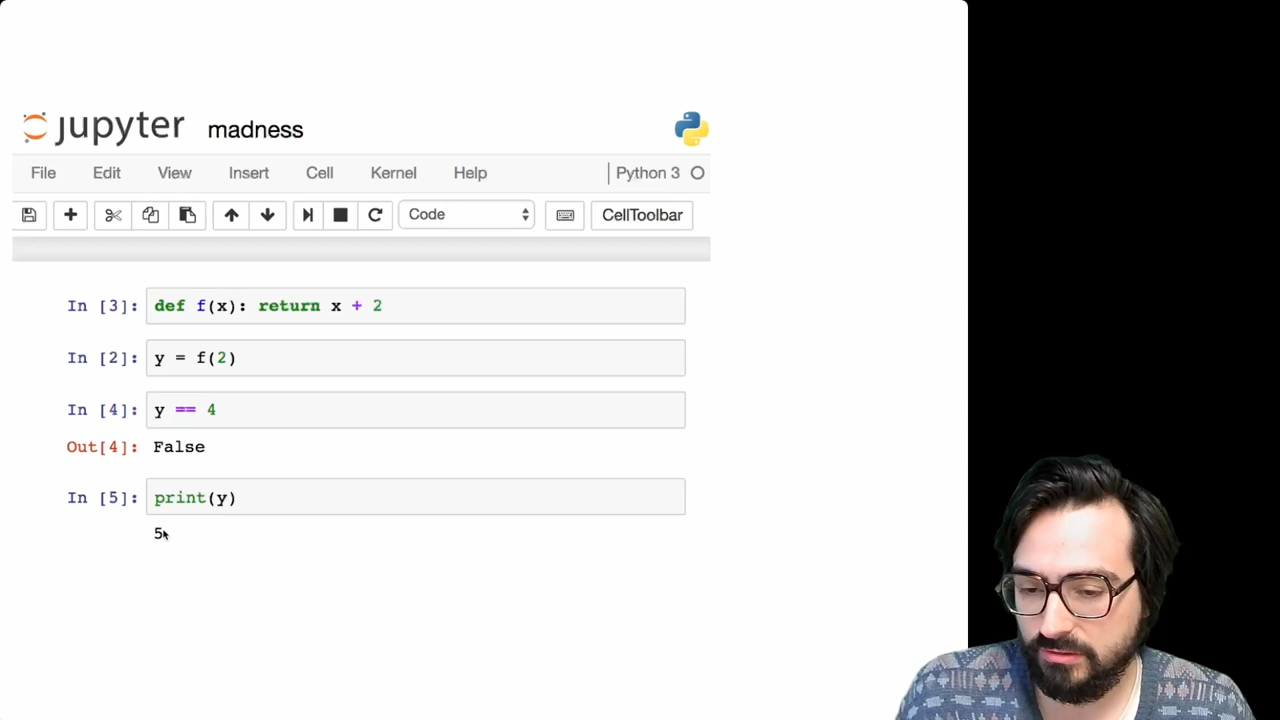 jupyter madness
File Edit View Insert Cell Kernel Help Python 3
Code CellToolbar
In [3]: def f(x): return x + 2
In [2]: y = f(2)
In [4]: y == 4
Out[4]: False
In [5]: print(y)
5